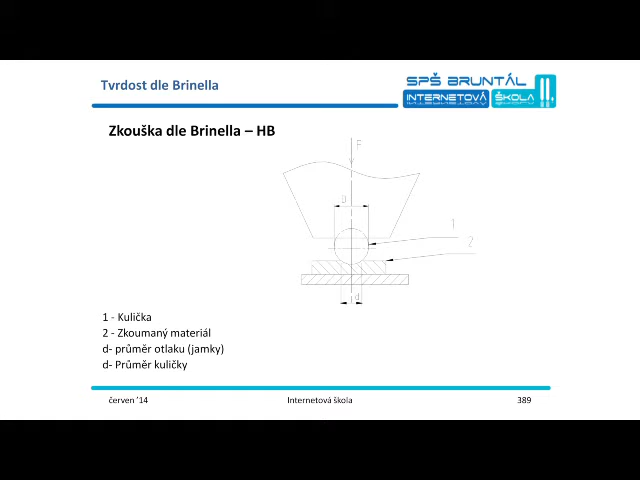 Tvrdost dle Brinella
SPŠ BRUNTÁL
INTERNETOVÁ ŠKOLA
Zkouška dle Brinella – HB
F
D
1
2
d
1 - Kulička
2 - Zkoumaný materiál
d- průměr otlaku (jamky)
d- Průměr kuličky
červen ’14
Internetová škola
389